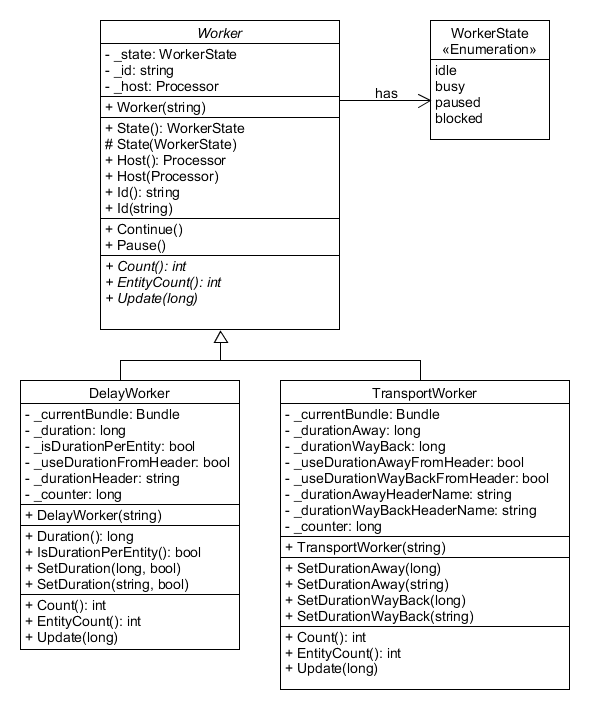 Worker
- _state: WorkerState
- _id: string
- _host: Processor
+ Worker(string)
+ State(): WorkerState
# State(WorkerState)
+ Host(): Processor
+ Host(Processor)
+ Id(): string
+ Id(string)
+ Continue()
+ Pause()
+ Count(): int
+ EntityCount(): int
+ Update(long)
has
WorkerState
«Enumeration»
idle
busy
paused
blocked
DelayWorker
- _currentBundle: Bundle
- _duration: long
- _isDurationPerEntity: bool
- _useDurationFromHeader: bool
- _durationHeader: string
- _counter: long
+ DelayWorker(string)
+ Duration(): long
+ IsDurationPerEntity(): bool
+ SetDuration(long, bool)
+ SetDuration(string, bool)
+ Count(): int
+ EntityCount(): int
+ Update(long)
TransportWorker
- _currentBundle: Bundle
- _durationAway: long
- _durationWayBack: long
- _useDurationAwayFromHeader: bool
- _useDurationWayBackFromHeader: bool
- _durationAwayHeaderName: string
- _durationWayBackHeaderName: string
- _counter: long
+ TransportWorker(string)
+ SetDurationAway(long)
+ SetDurationAway(string)
+ SetDurationWayBack(long)
+ SetDurationWayBack(string)
+ Count(): int
+ EntityCount(): int
+ Update(long)